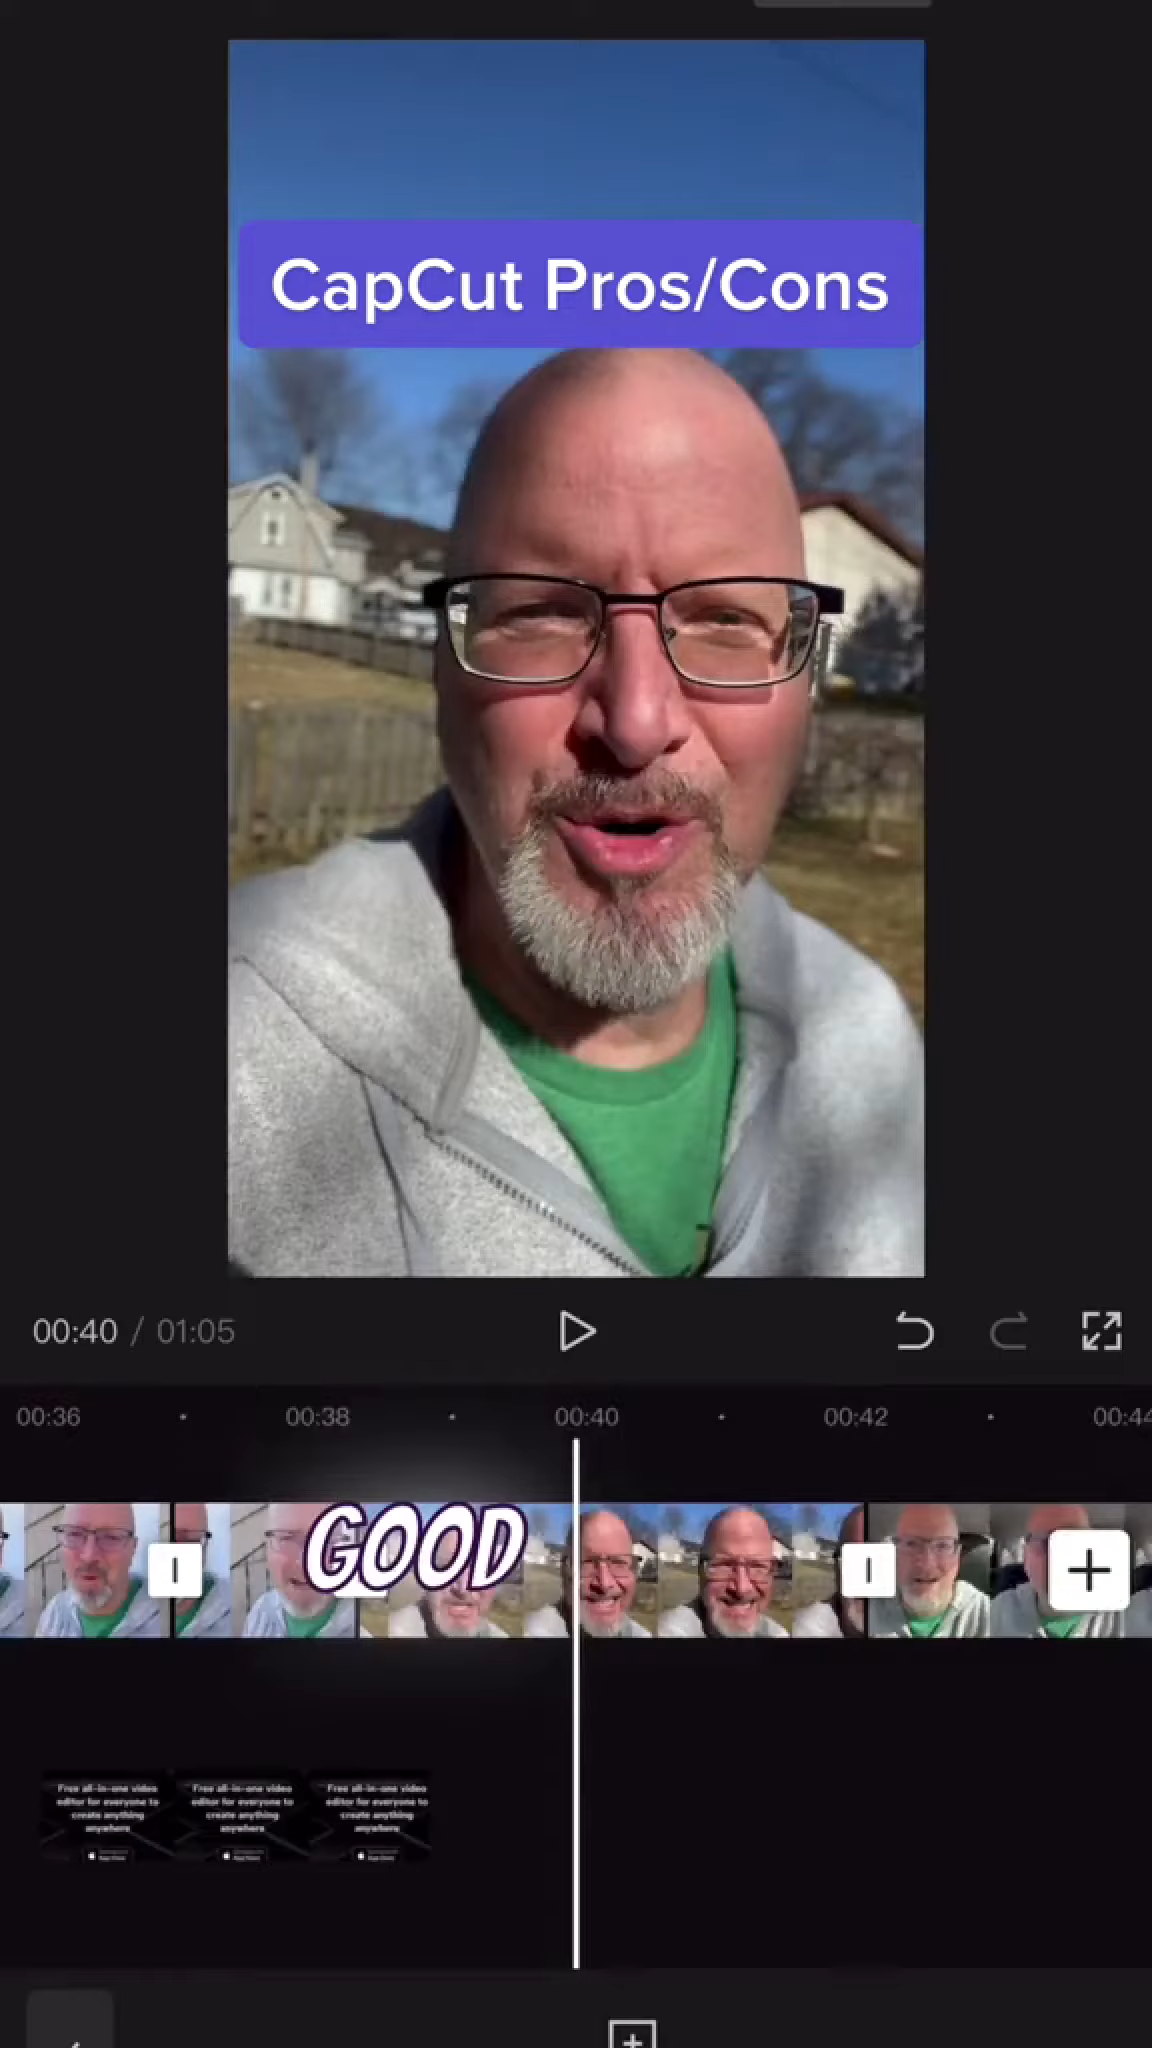 CapCut Pros/Cons
00:40 / 01:05
00:36 00:38 00:40 00:42 00:44
GOOD
Free all-in-one video Free all-in-one video Free all-in-one video
editor for everyone to editor for everyone to editor for everyone to
create anything create anything create anything
anywhere anywhere anywhere